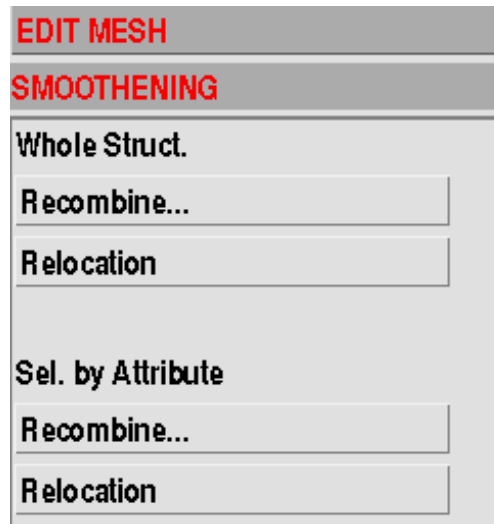 EDIT MESH
SMOOTHENING
Whole Struct.
Recombine...
Relocation
Sel. by Attribute
Recombine...
Relocation